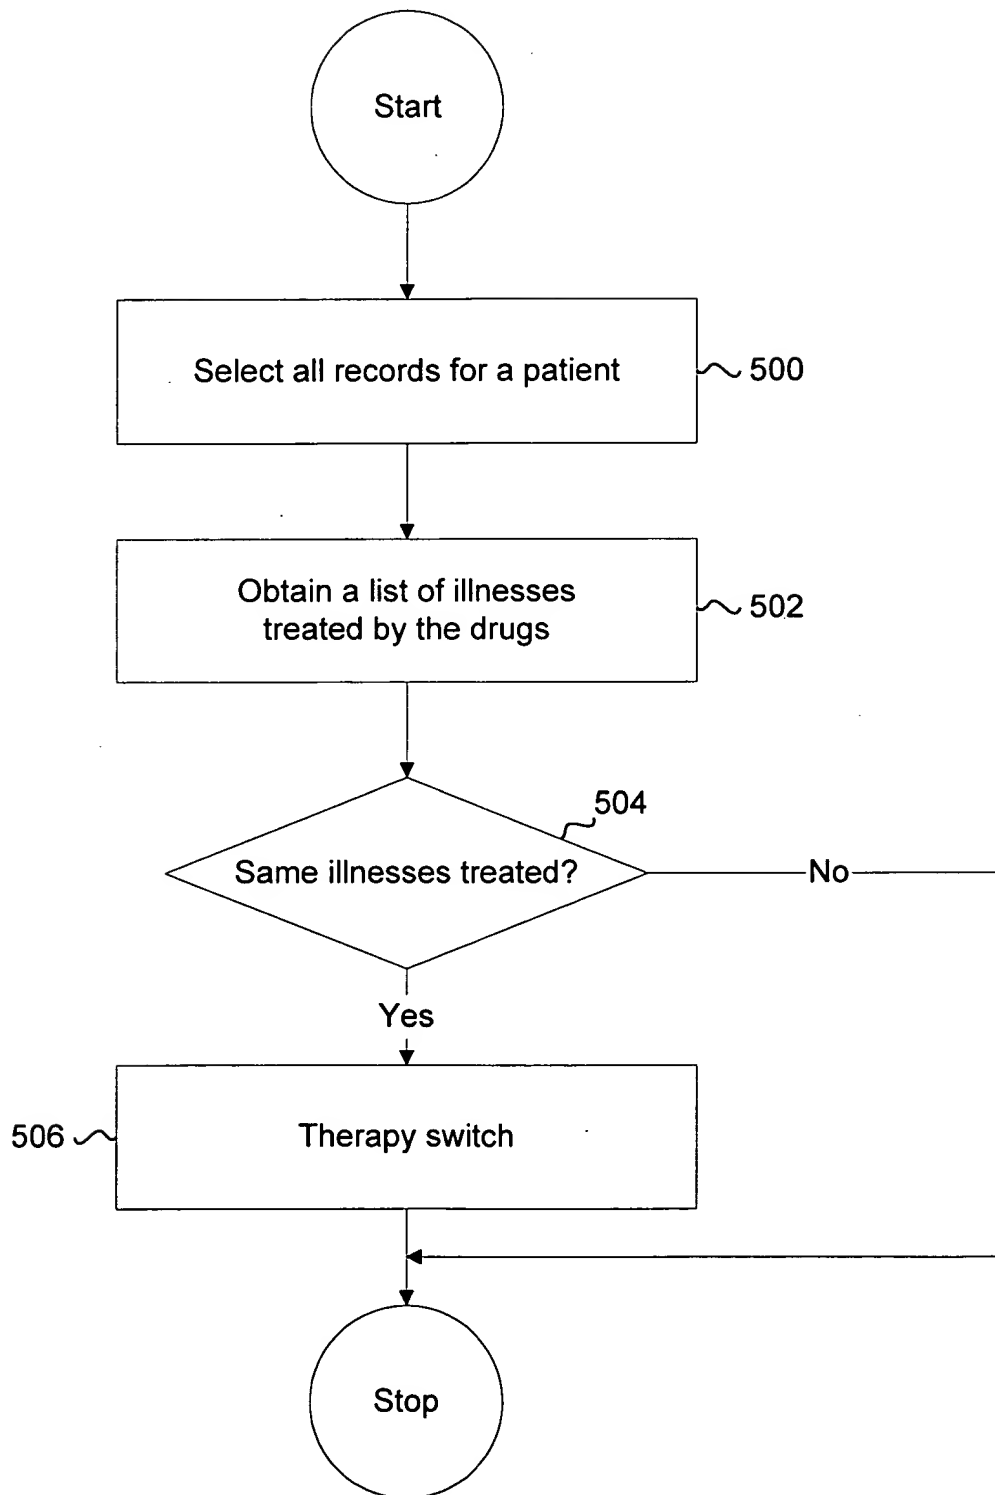 Start
Select all records for a patient
500
Obtain a list of illnesses
treated by the drugs
502
504
Same illnesses treated?
No
Yes
506
Therapy switch
Stop